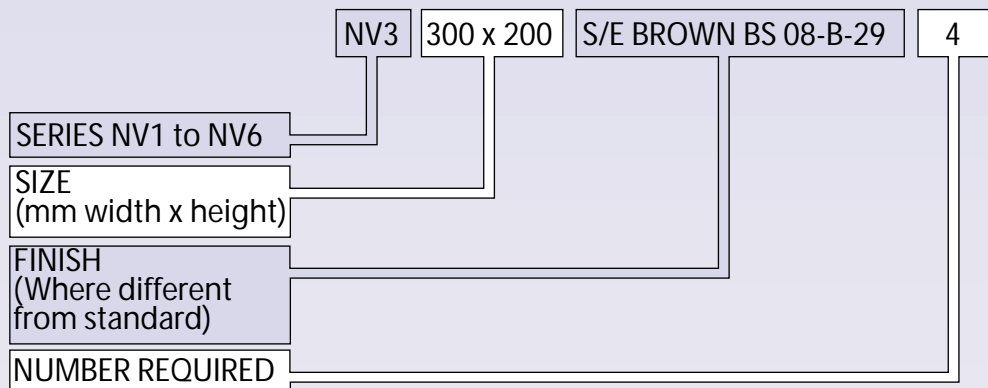 NV3 300 x 200 S/E BROWN BS 08-B-29 4
SERIES NV1 to NV6
SIZE
(mm width x height)
FINISH
(Where different
from standard)
NUMBER REQUIRED